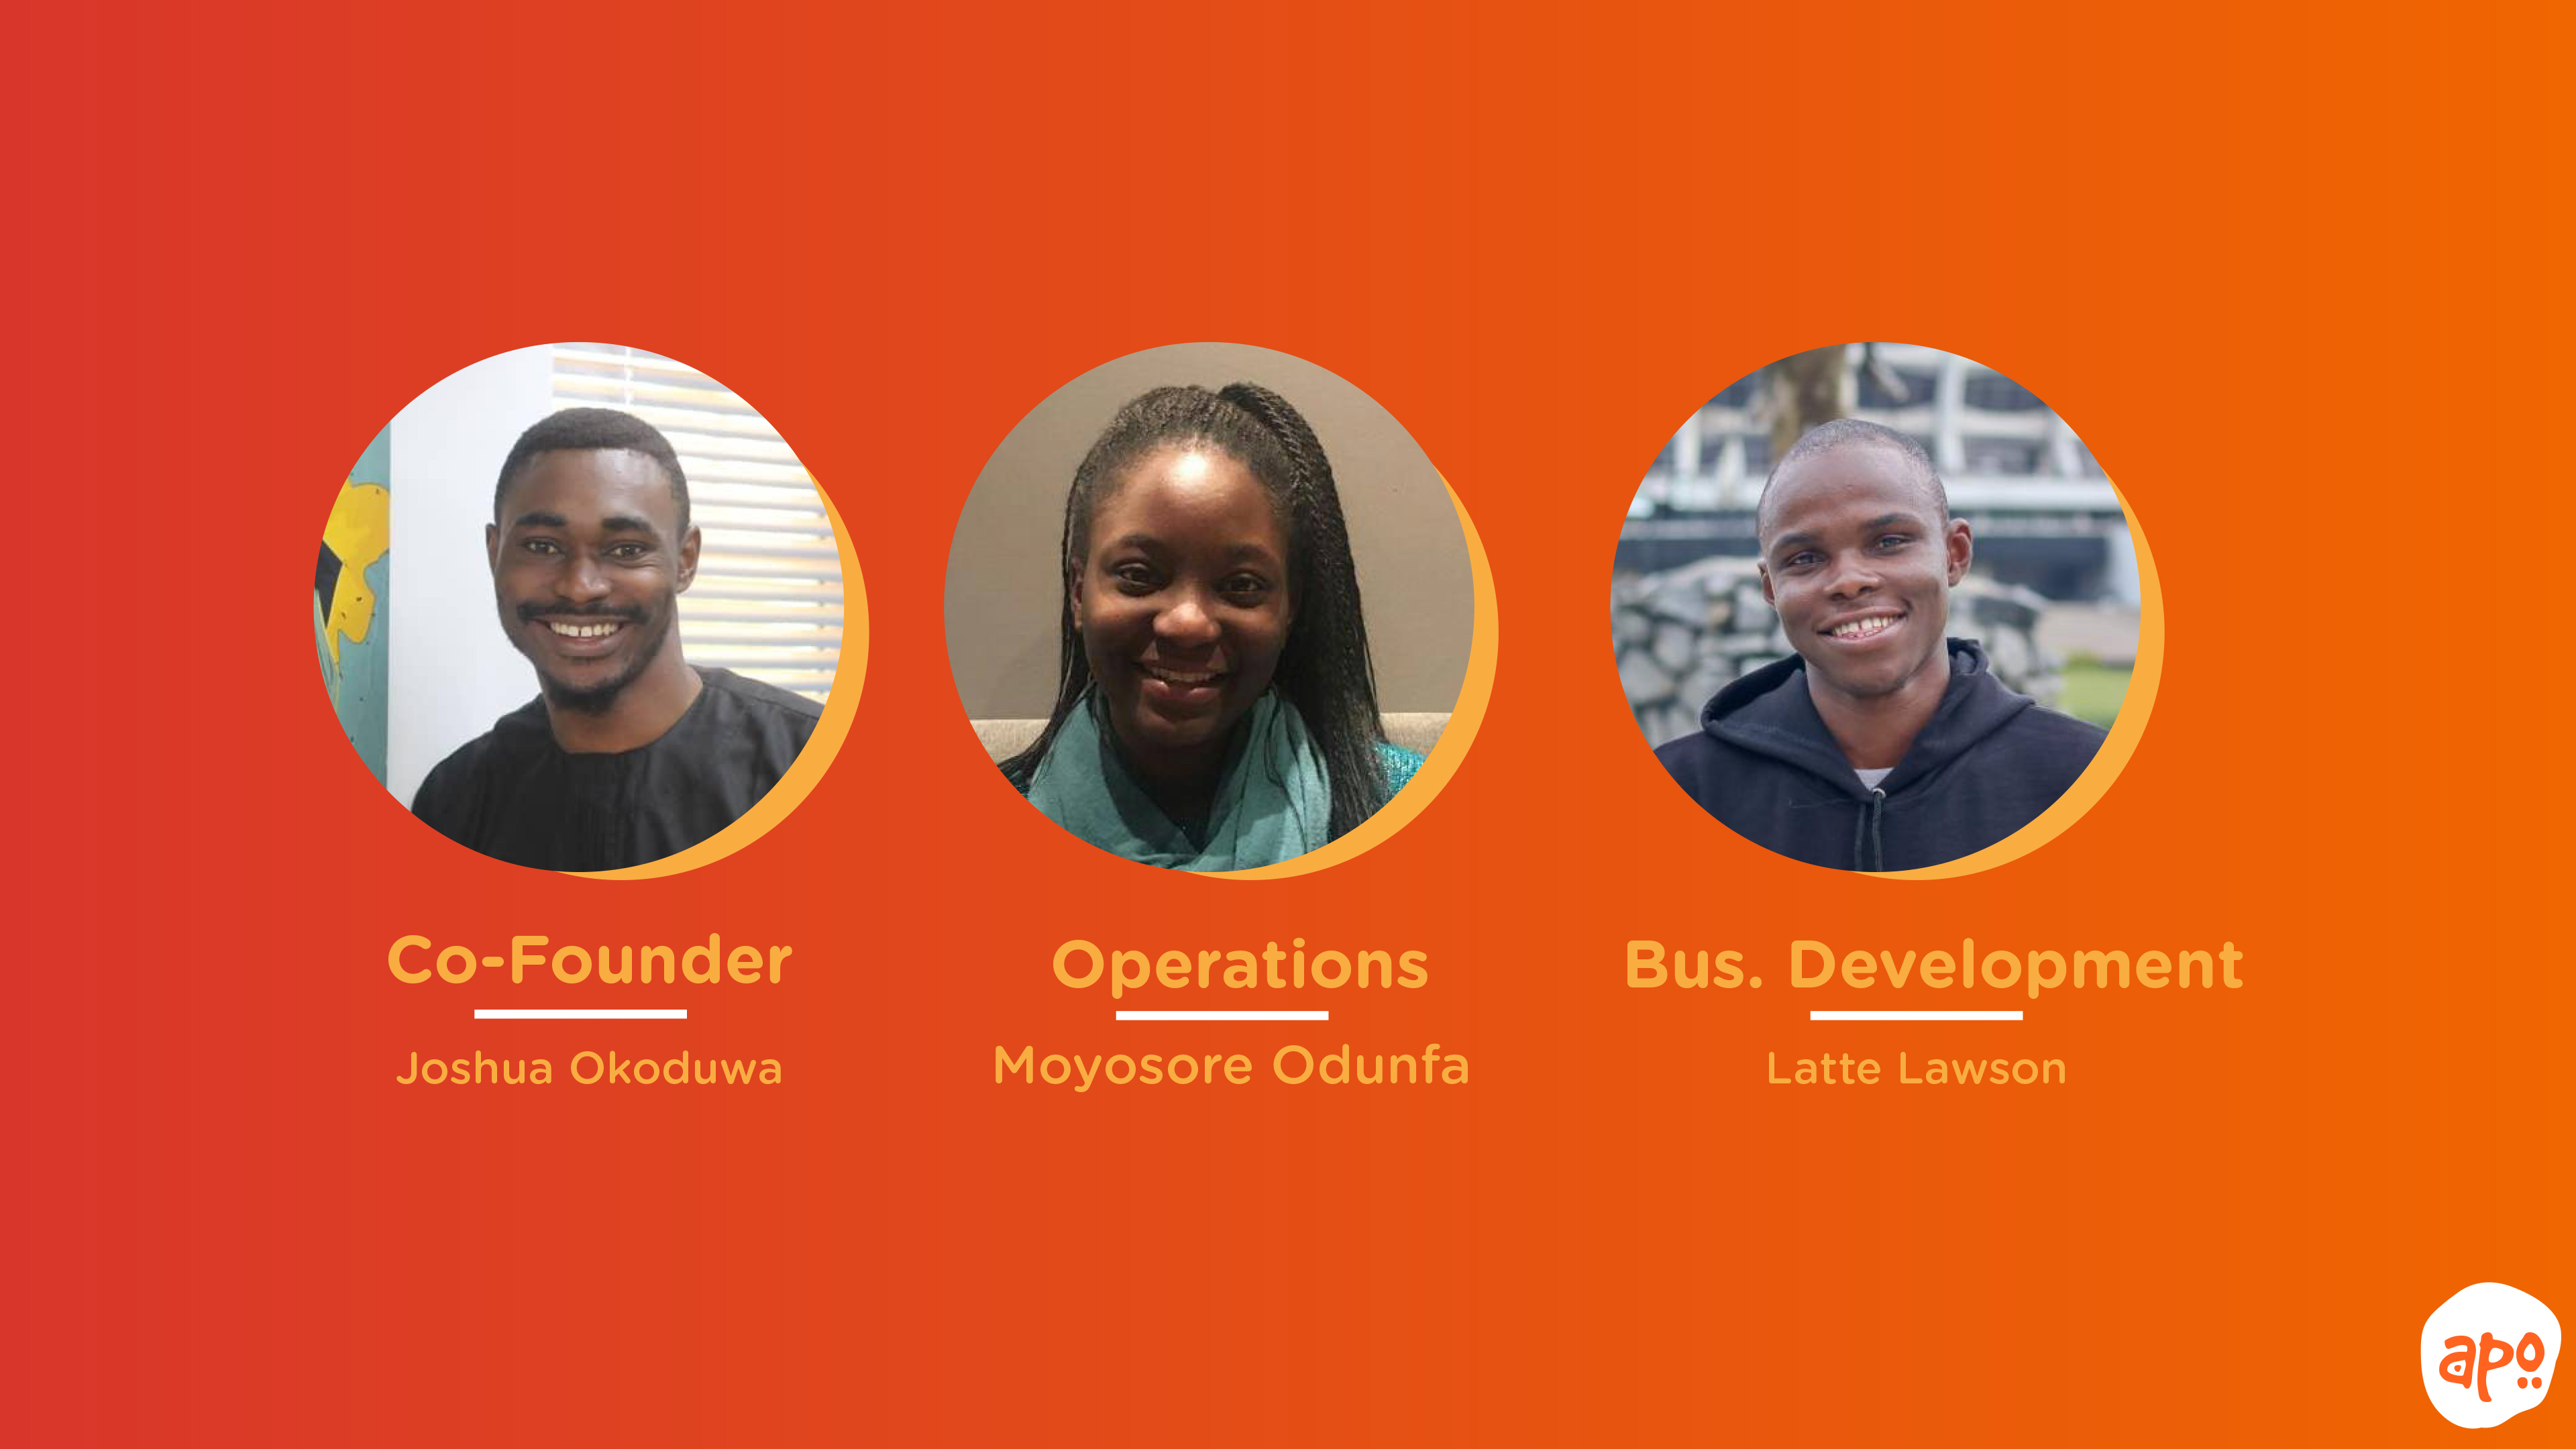 Co-Founder
Joshua Okoduwa
Operations
Moyosore Odunfa
Bus. Development
Latte Lawson
apo